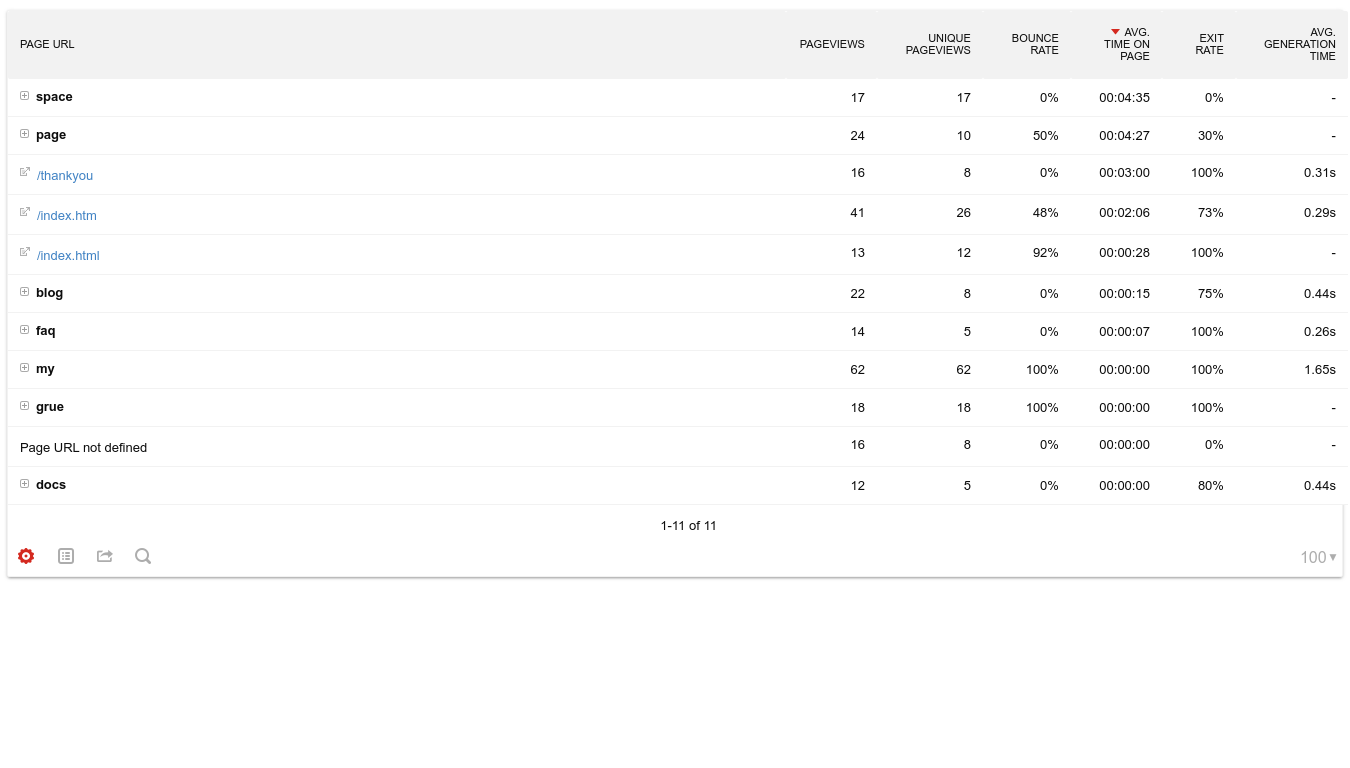 PAGE URL PAGEVIEWS UNIQUE PAGEVIEWS BOUNCE RATE AVG. TIME ON PAGE EXIT RATE AVG. GENERATION TIME
space 17 17 0% 00:04:35 0% -
page 24 10 50% 00:04:27 30% -
/thankyou 16 8 0% 00:03:00 100% 0.31s
/index.htm 41 26 48% 00:02:06 73% 0.29s
/index.html 13 12 92% 00:00:28 100% -
blog 22 8 0% 00:00:15 75% 0.44s
faq 14 5 0% 00:00:07 100% 0.26s
my 62 62 100% 00:00:00 100% 1.65s
grue 18 18 100% 00:00:00 100% -
Page URL not defined 16 8 0% 00:00:00 0% -
docs 12 5 0% 00:00:00 80% 0.44s
1-11 of 11
100